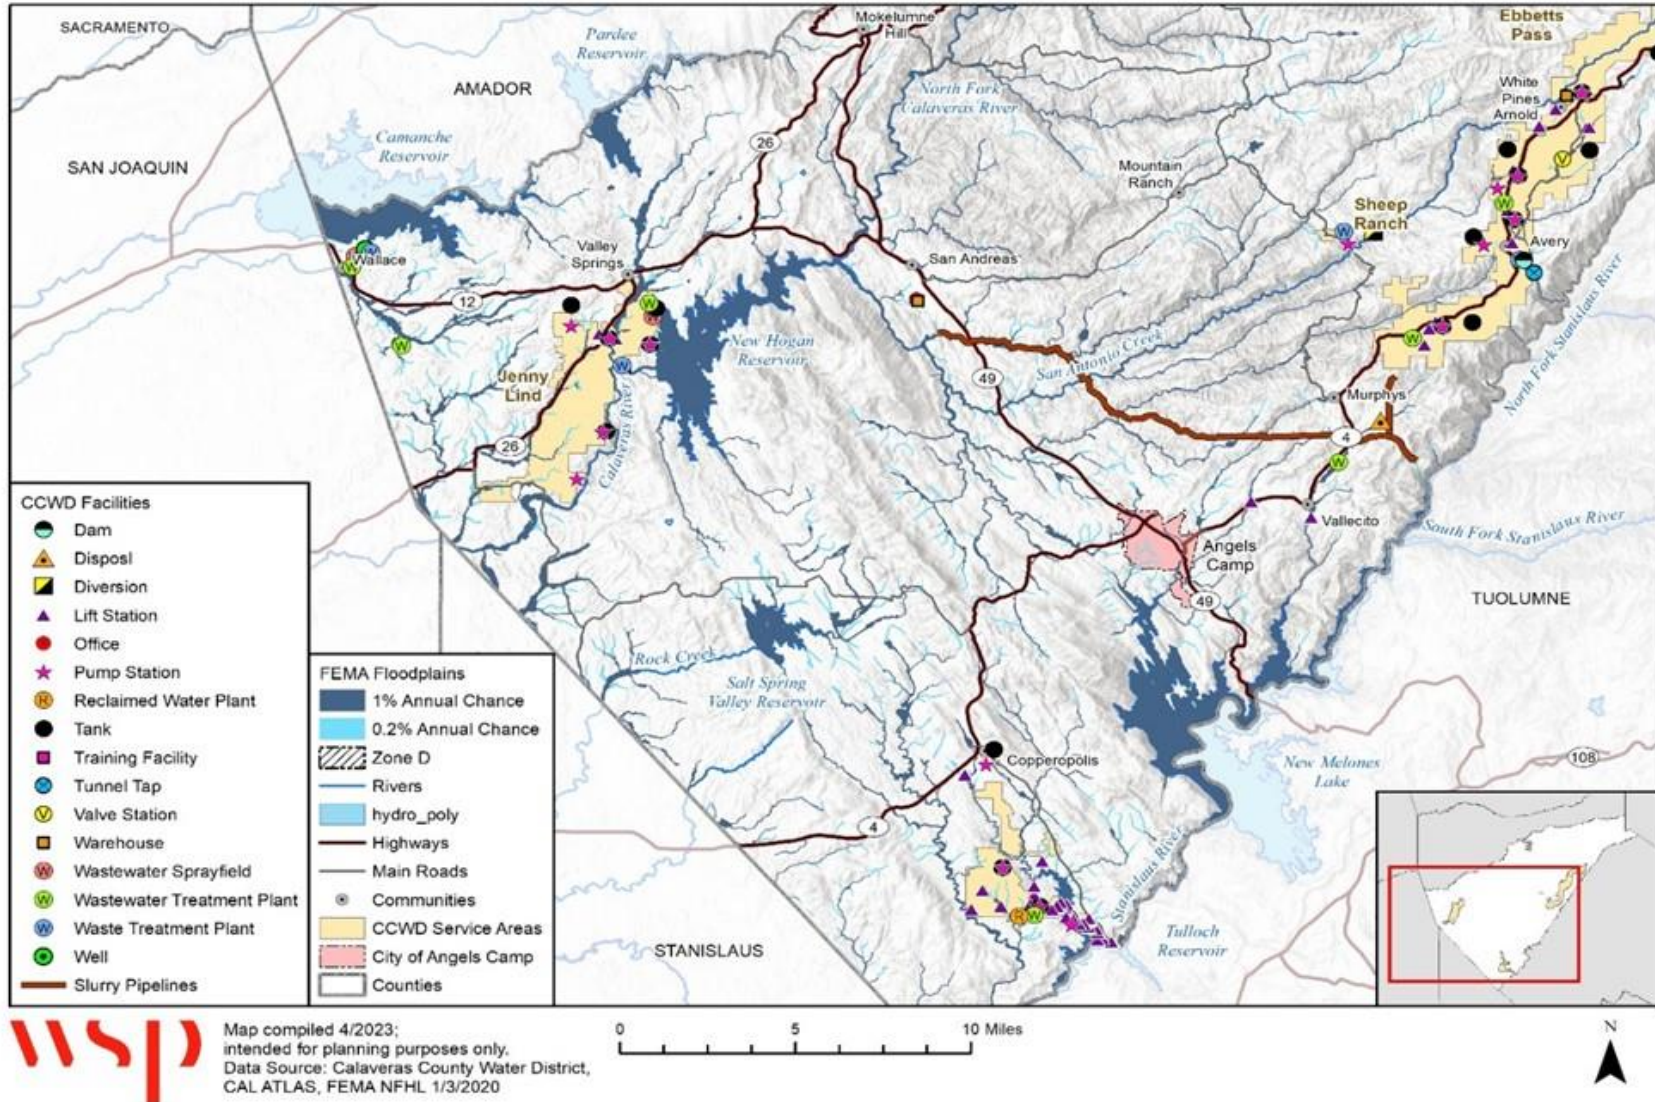 SACRAMENTO
Mokelumne
Hill
Ebbetts
Pass
Pardee
Reservoir
AMADOR
North Fork
Calaveras River
White
Pines
Arnold
Camanche
Reservoir
26
SAN JOAQUIN
Mountain
Ranch
V
W
Sheep
Ranch
W
Avery
Wallace
W
Valley
Springs
San Andreas
12
W
W
W
New Hogan
Reservoir
San Antonio Creek
North Fork Stanislaus River
W
W
49
Jenny
Lind
Calaveras River
Murphys
26
4
W
Vallecito
South Fork Stanislaus River
Angels
Camp
49
TUOLUMNE
Rock Creek
Salt Spring
Valley Reservoir
Copperopolis
New Melones
Lake
108
4
Stanislaus River
R
W
Tulloch
Reservoir
STANISLAUS
CCWD Facilities
Dam
Disposl
Diversion
Lift Station
Office
Pump Station
R Reclaimed Water Plant
Tank
Training Facility
Tunnel Tap
V Valve Station
Warehouse
W Wastewater Sprayfield
W Wastewater Treatment Plant
W Waste Treatment Plant
Well
Slurry Pipelines
FEMA Floodplains
1% Annual Chance
0.2% Annual Chance
Zone D
Rivers
hydro_poly
Highways
Main Roads
Communities
CCWD Service Areas
City of Angels Camp
Counties
wsp
Map compiled 4/2023;
intended for planning purposes only.
Data Source: Calaveras County Water District,
CAL ATLAS, FEMA NFHL 1/3/2020
0 5 10 Miles
N